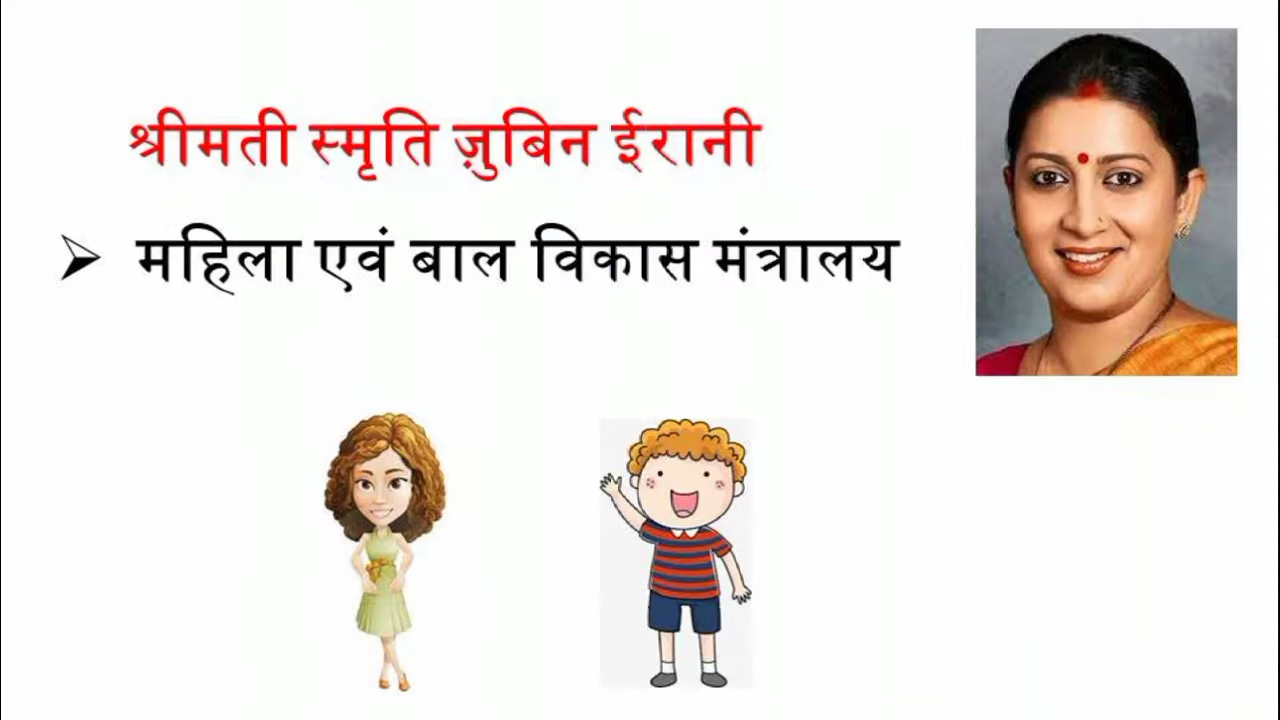 श्रीमती स्मृति ज़ुबिन ईरानी
➢ महिला एवं बाल विकास मंत्रालय